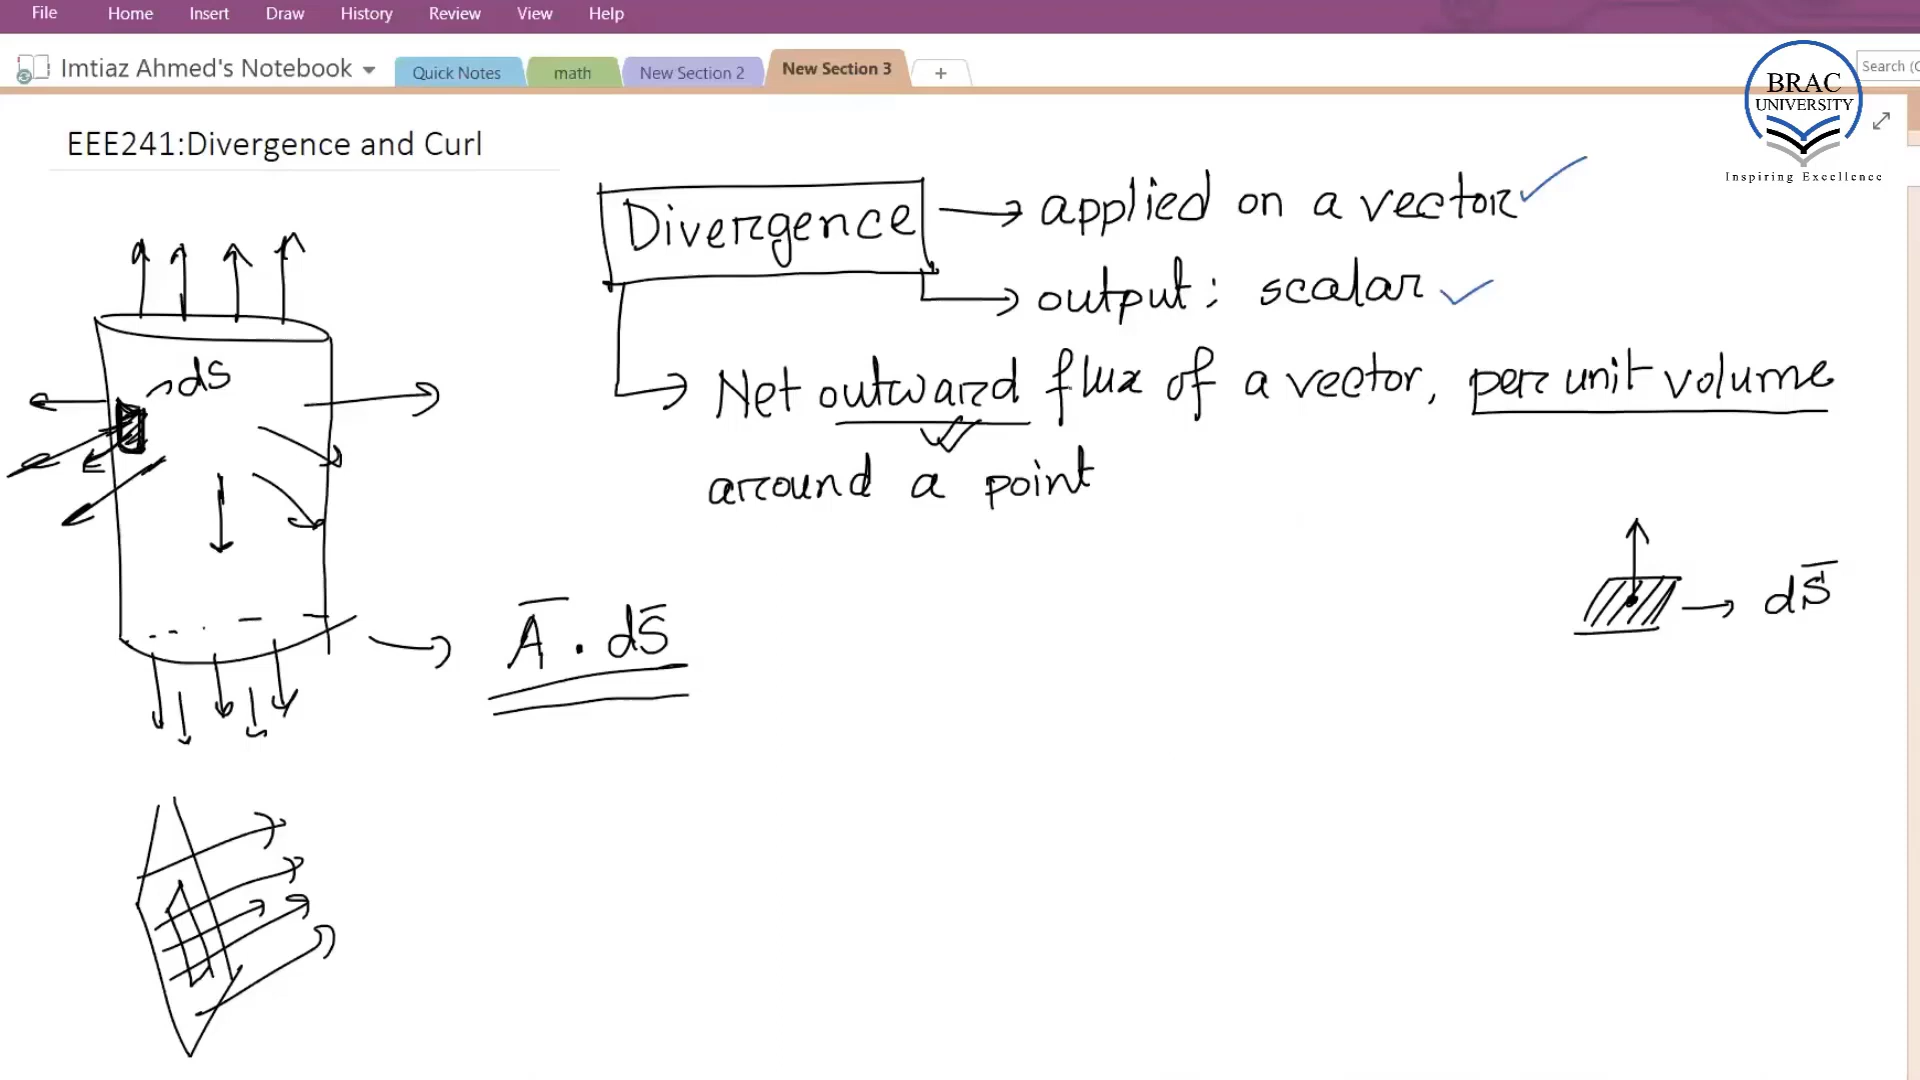 File Home Insert Draw History Review View Help
Imtiaz Ahmed's Notebook Quick Notes math New Section 2 New Section 3 +
BRAC
UNIVERSITY
Inspiring Excellence
Search (C
EEE241:Divergence and Curl
Divergence → applied on a vector ✓
→ output: scalar ✓
→ Net outward flux of a vector, per unit volume
around a point
dS
A̅ . dS̅
→ dS̅